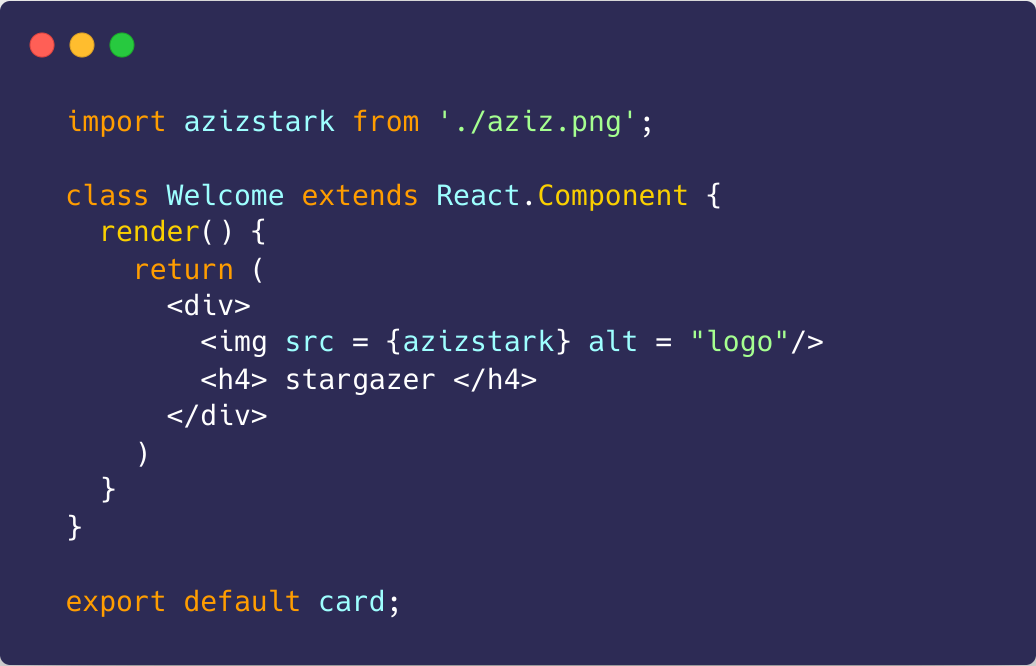 import azizstark from './aziz.png';

class Welcome extends React.Component {
  render() {
    return (
      <div>
        <img src = {azizstark} alt = "logo"/>
        <h4> stargazer </h4>
      </div>
    )
  }
}

export default card;